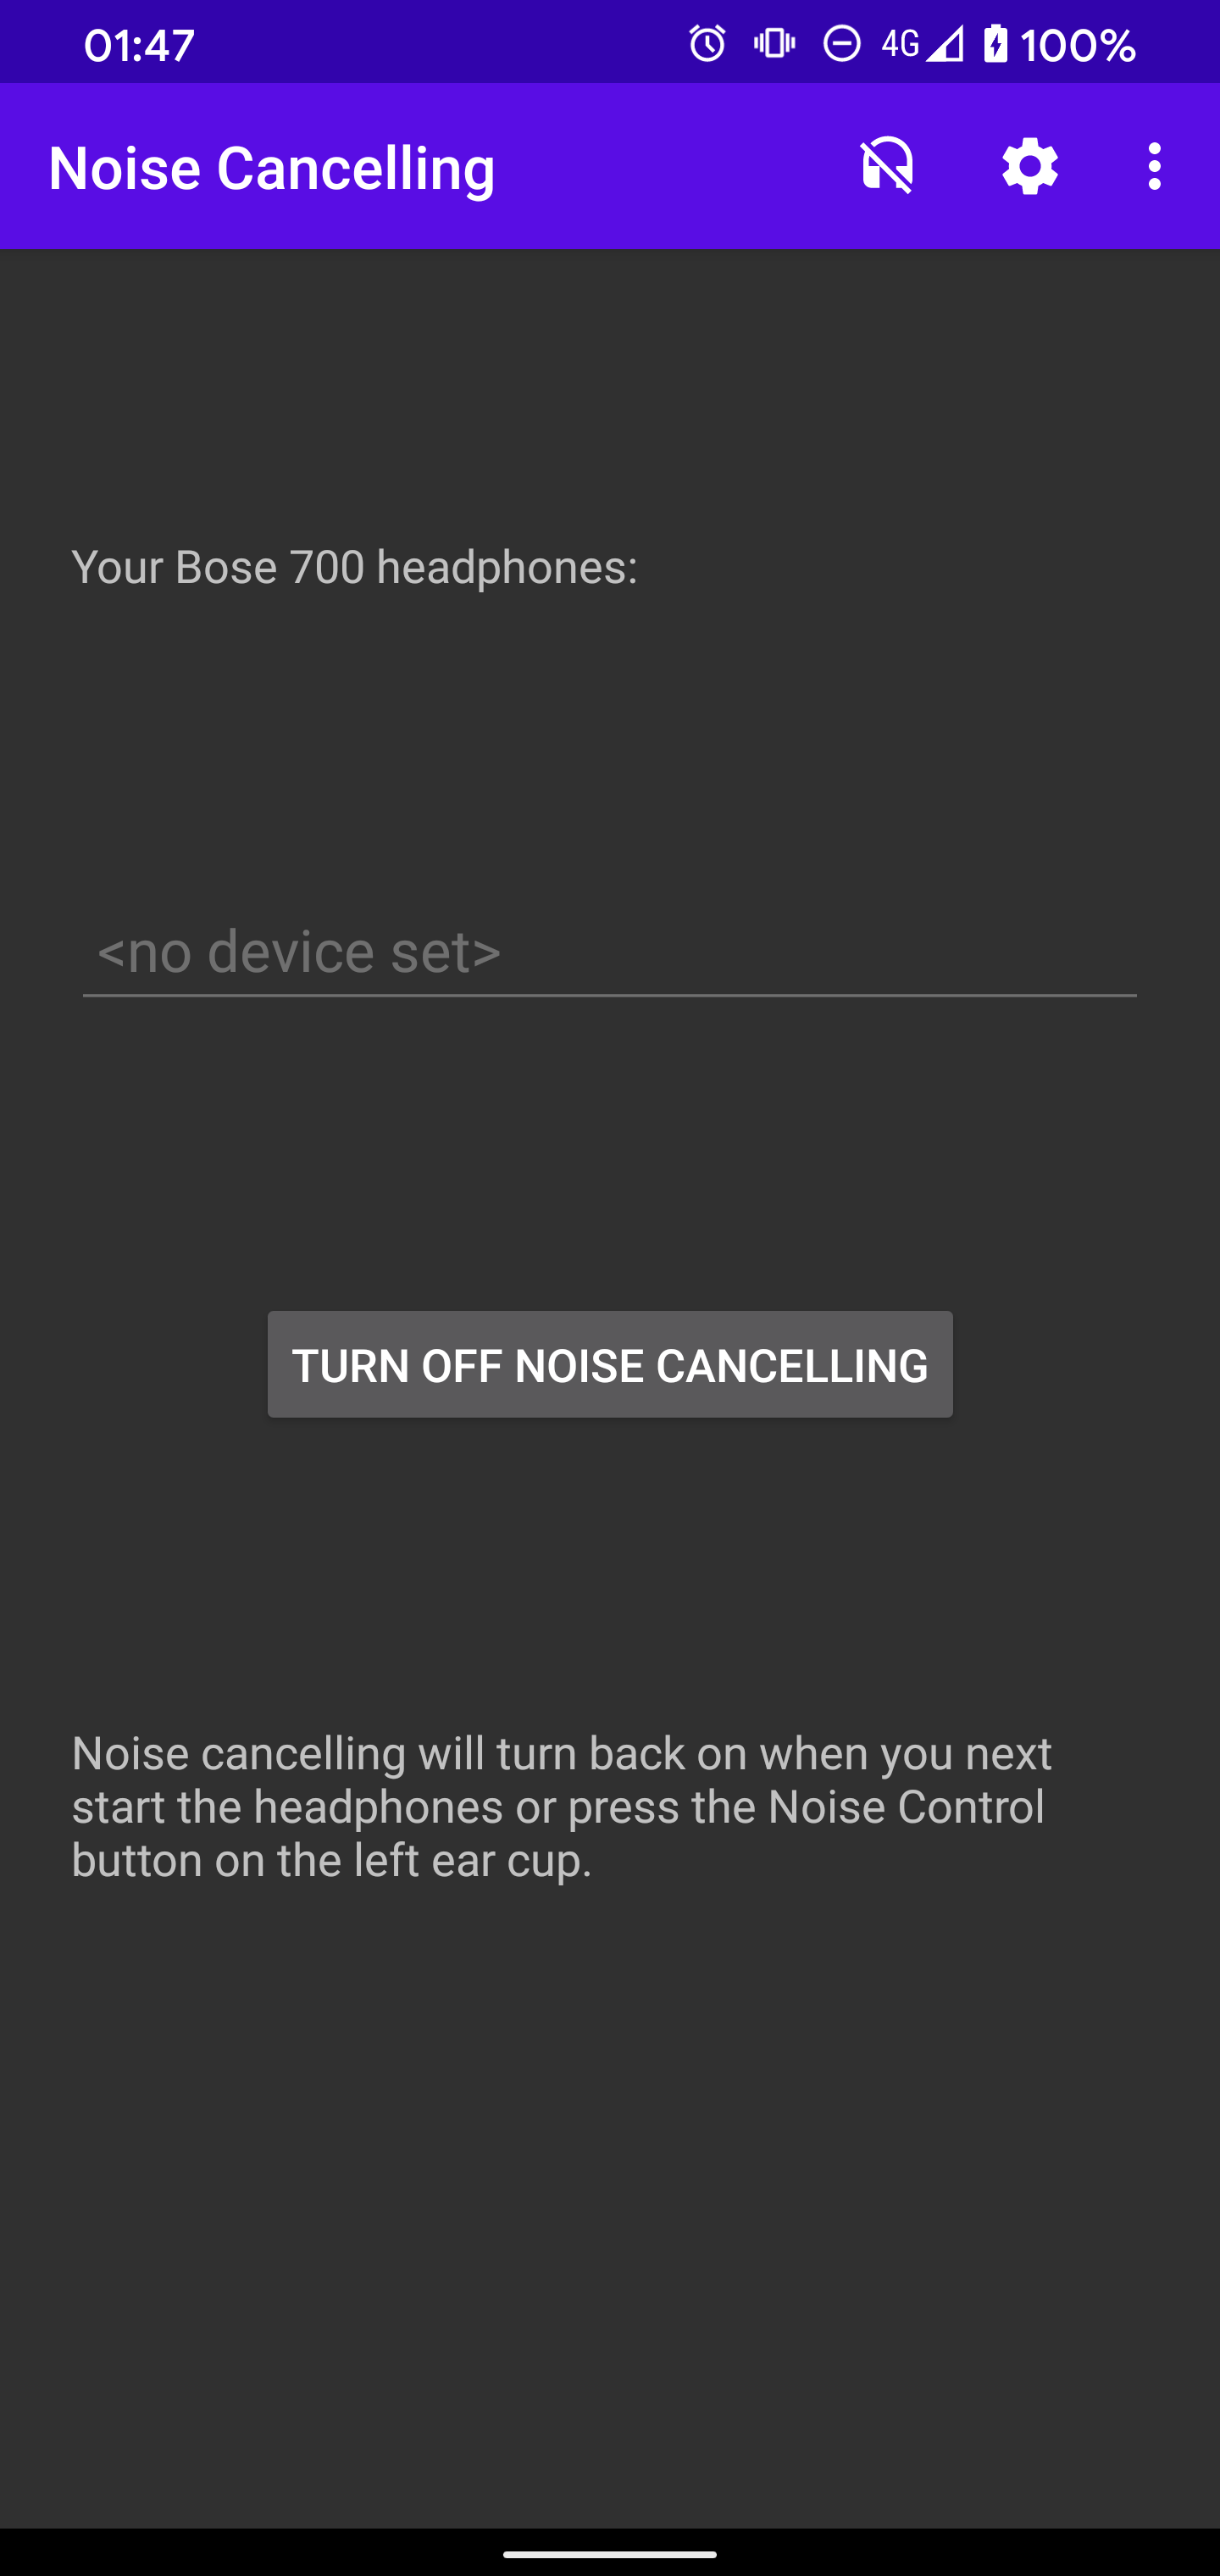 01:47
4G
100%
Noise Cancelling
Your Bose 700 headphones:
<no device set>
TURN OFF NOISE CANCELLING
Noise cancelling will turn back on when you next
start the headphones or press the Noise Control
button on the left ear cup.